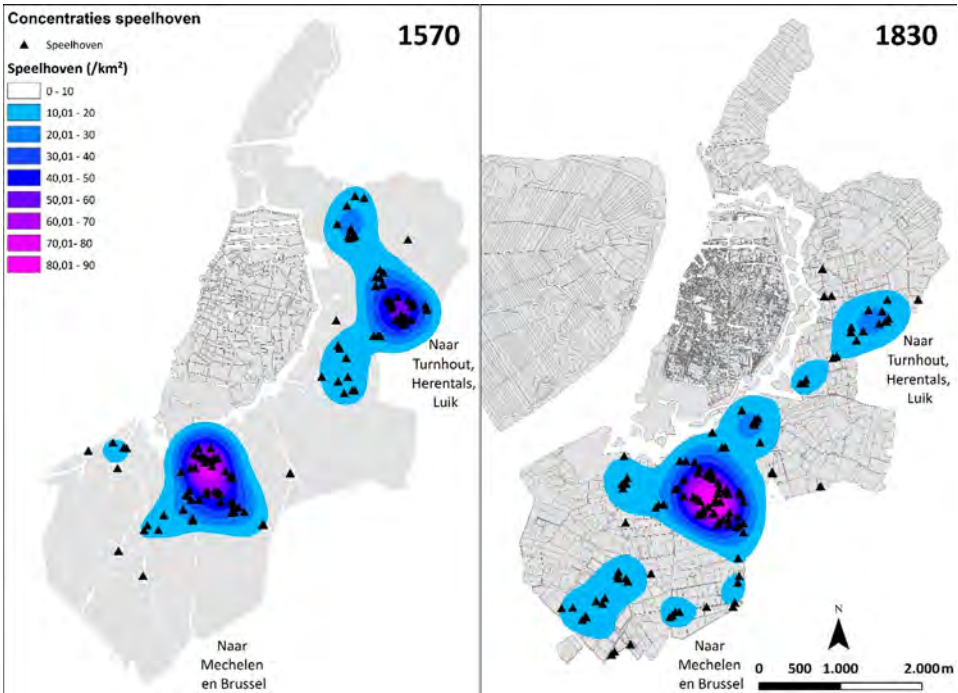 Concentraties speelhoven
Speelhoven
Speelhoven (/km²)
0 - 10
10,01 - 20
20,01 - 30
30,01 - 40
40,01 - 50
50,01 - 60
60,01 - 70
70,01- 80
80,01 - 90
1570
Naar
Turnhout,
Herentals,
Luik
Naar
Mechelen
en Brussel
1830
Naar
Turnhout,
Herentals,
Luik
Naar
Mechelen
en Brussel
N
0 500 1.000 2.000 m